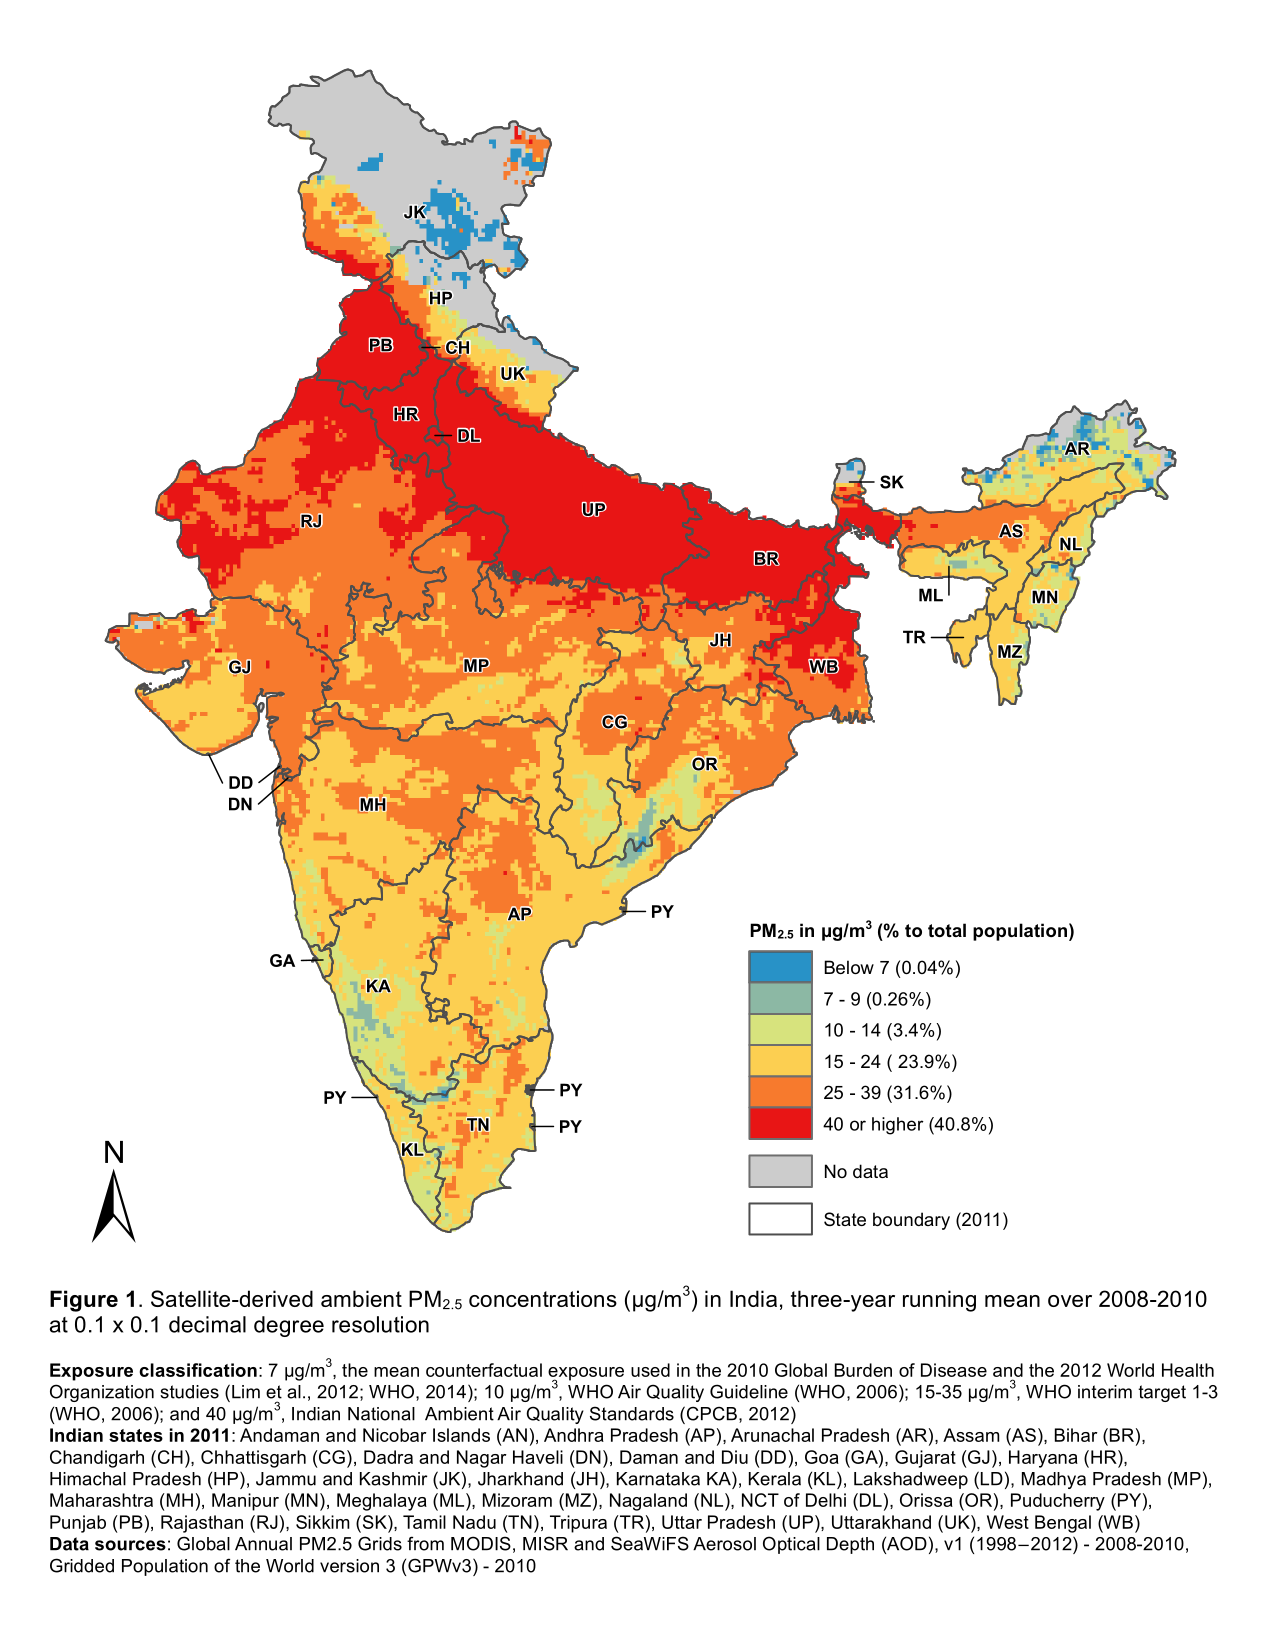 JK
HP
PB
CH
UK
HR
DL
AR
SK
UP
RJ
AS
NL
BR
ML
MN
TR
JH
MZ
GJ
MP
WB
CG
OR
DD
DN
MH
AP
PY
GA
KA
PM2.5 in µg/m³ (% to total population)
Below 7 (0.04%)
7 - 9 (0.26%)
10 - 14 (3.4%)
15 - 24 ( 23.9%)
25 - 39 (31.6%)
40 or higher (40.8%)
No data
State boundary (2011)
PY
PY
TN
PY
KL
N
Figure 1. Satellite-derived ambient PM2.5 concentrations (µg/m³) in India, three-year running mean over 2008-2010
at 0.1 x 0.1 decimal degree resolution
Exposure classification: 7 µg/m³, the mean counterfactual exposure used in the 2010 Global Burden of Disease and the 2012 World Health
Organization studies (Lim et al., 2012; WHO, 2014); 10 µg/m³, WHO Air Quality Guideline (WHO, 2006); 15-35 µg/m³, WHO interim target 1-3
(WHO, 2006); and 40 µg/m³, Indian National Ambient Air Quality Standards (CPCB, 2012)
Indian states in 2011: Andaman and Nicobar Islands (AN), Andhra Pradesh (AP), Arunachal Pradesh (AR), Assam (AS), Bihar (BR),
Chandigarh (CH), Chhattisgarh (CG), Dadra and Nagar Haveli (DN), Daman and Diu (DD), Goa (GA), Gujarat (GJ), Haryana (HR),
Himachal Pradesh (HP), Jammu and Kashmir (JK), Jharkhand (JH), Karnataka KA), Kerala (KL), Lakshadweep (LD), Madhya Pradesh (MP),
Maharashtra (MH), Manipur (MN), Meghalaya (ML), Mizoram (MZ), Nagaland (NL), NCT of Delhi (DL), Orissa (OR), Puducherry (PY),
Punjab (PB), Rajasthan (RJ), Sikkim (SK), Tamil Nadu (TN), Tripura (TR), Uttar Pradesh (UP), Uttarakhand (UK), West Bengal (WB)
Data sources: Global Annual PM2.5 Grids from MODIS, MISR and SeaWiFS Aerosol Optical Depth (AOD), v1 (1998–2012) - 2008-2010,
Gridded Population of the World version 3 (GPWv3) - 2010